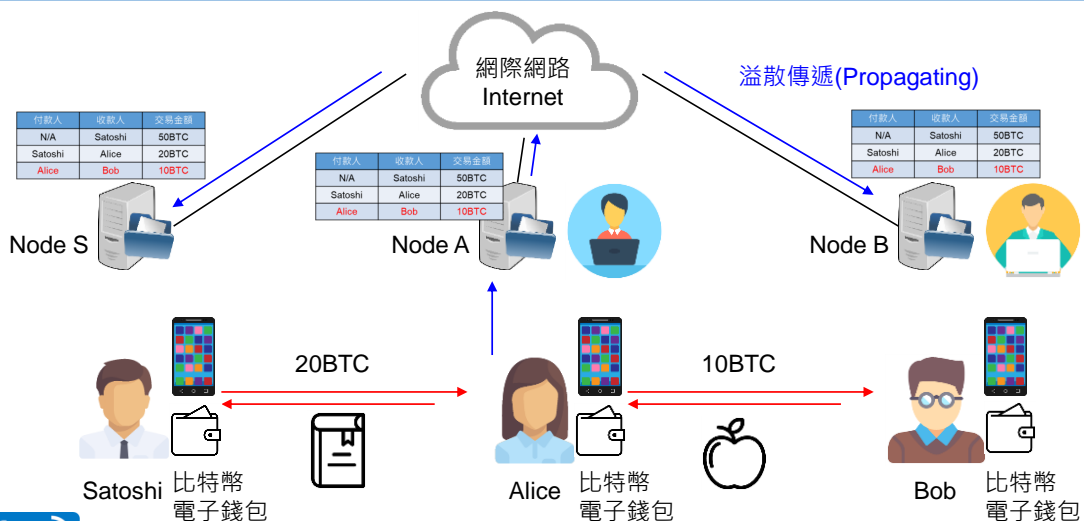 網際網路
Internet
溢散傳遞(Propagating)
付款人 收款人 交易金額
N/A Satoshi 50BTC
Satoshi Alice 20BTC
Alice Bob 10BTC
Node S
付款人 收款人 交易金額
N/A Satoshi 50BTC
Satoshi Alice 20BTC
Alice Bob 10BTC
Node A
付款人 收款人 交易金額
N/A Satoshi 50BTC
Satoshi Alice 20BTC
Alice Bob 10BTC
Node B
20BTC
10BTC
Satoshi
比特幣
電子錢包
Alice
比特幣
電子錢包
Bob
比特幣
電子錢包